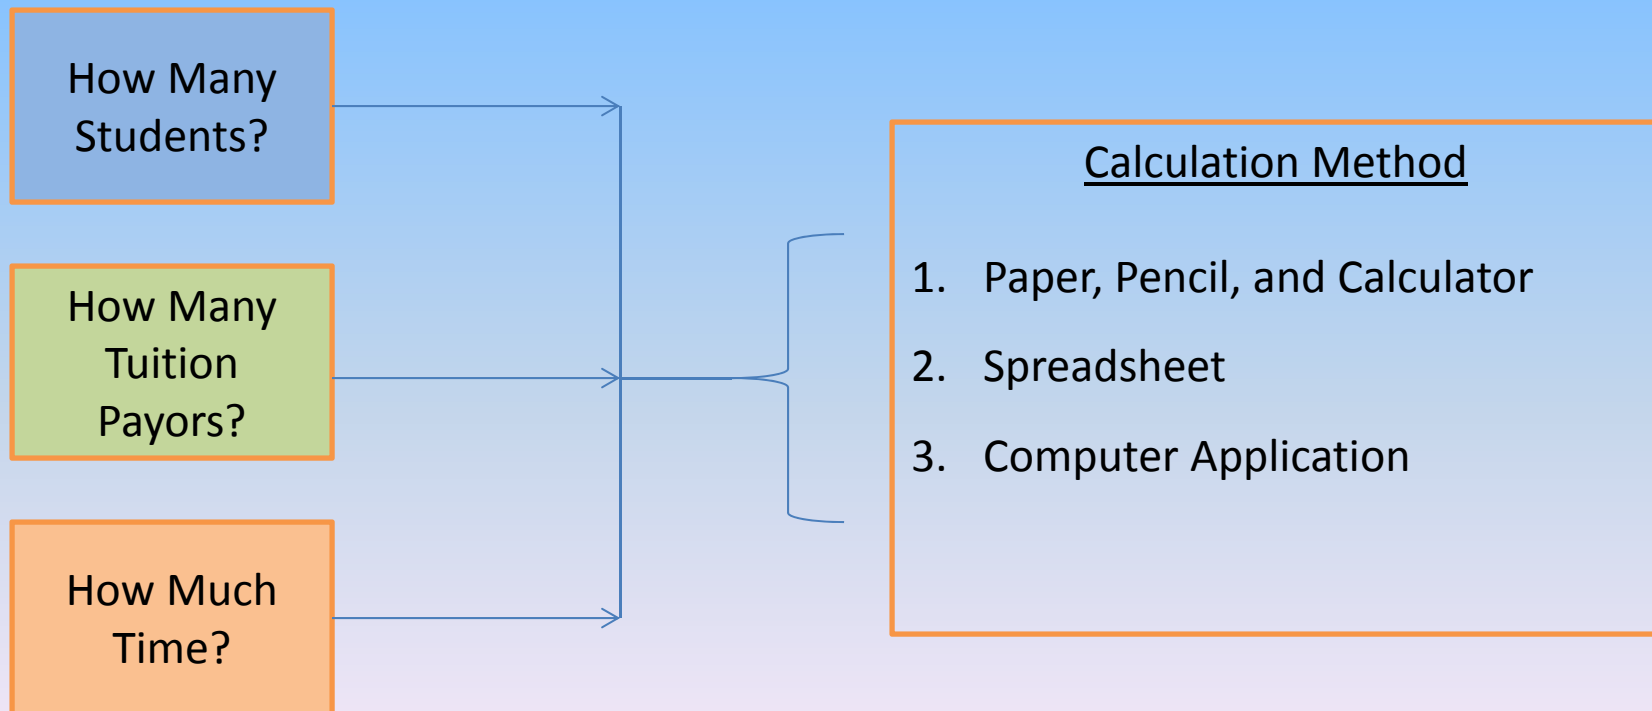 How Many
Students?
How Many
Tuition
Payors?
How Much
Time?
Calculation Method
1. Paper, Pencil, and Calculator
2. Spreadsheet
3. Computer Application